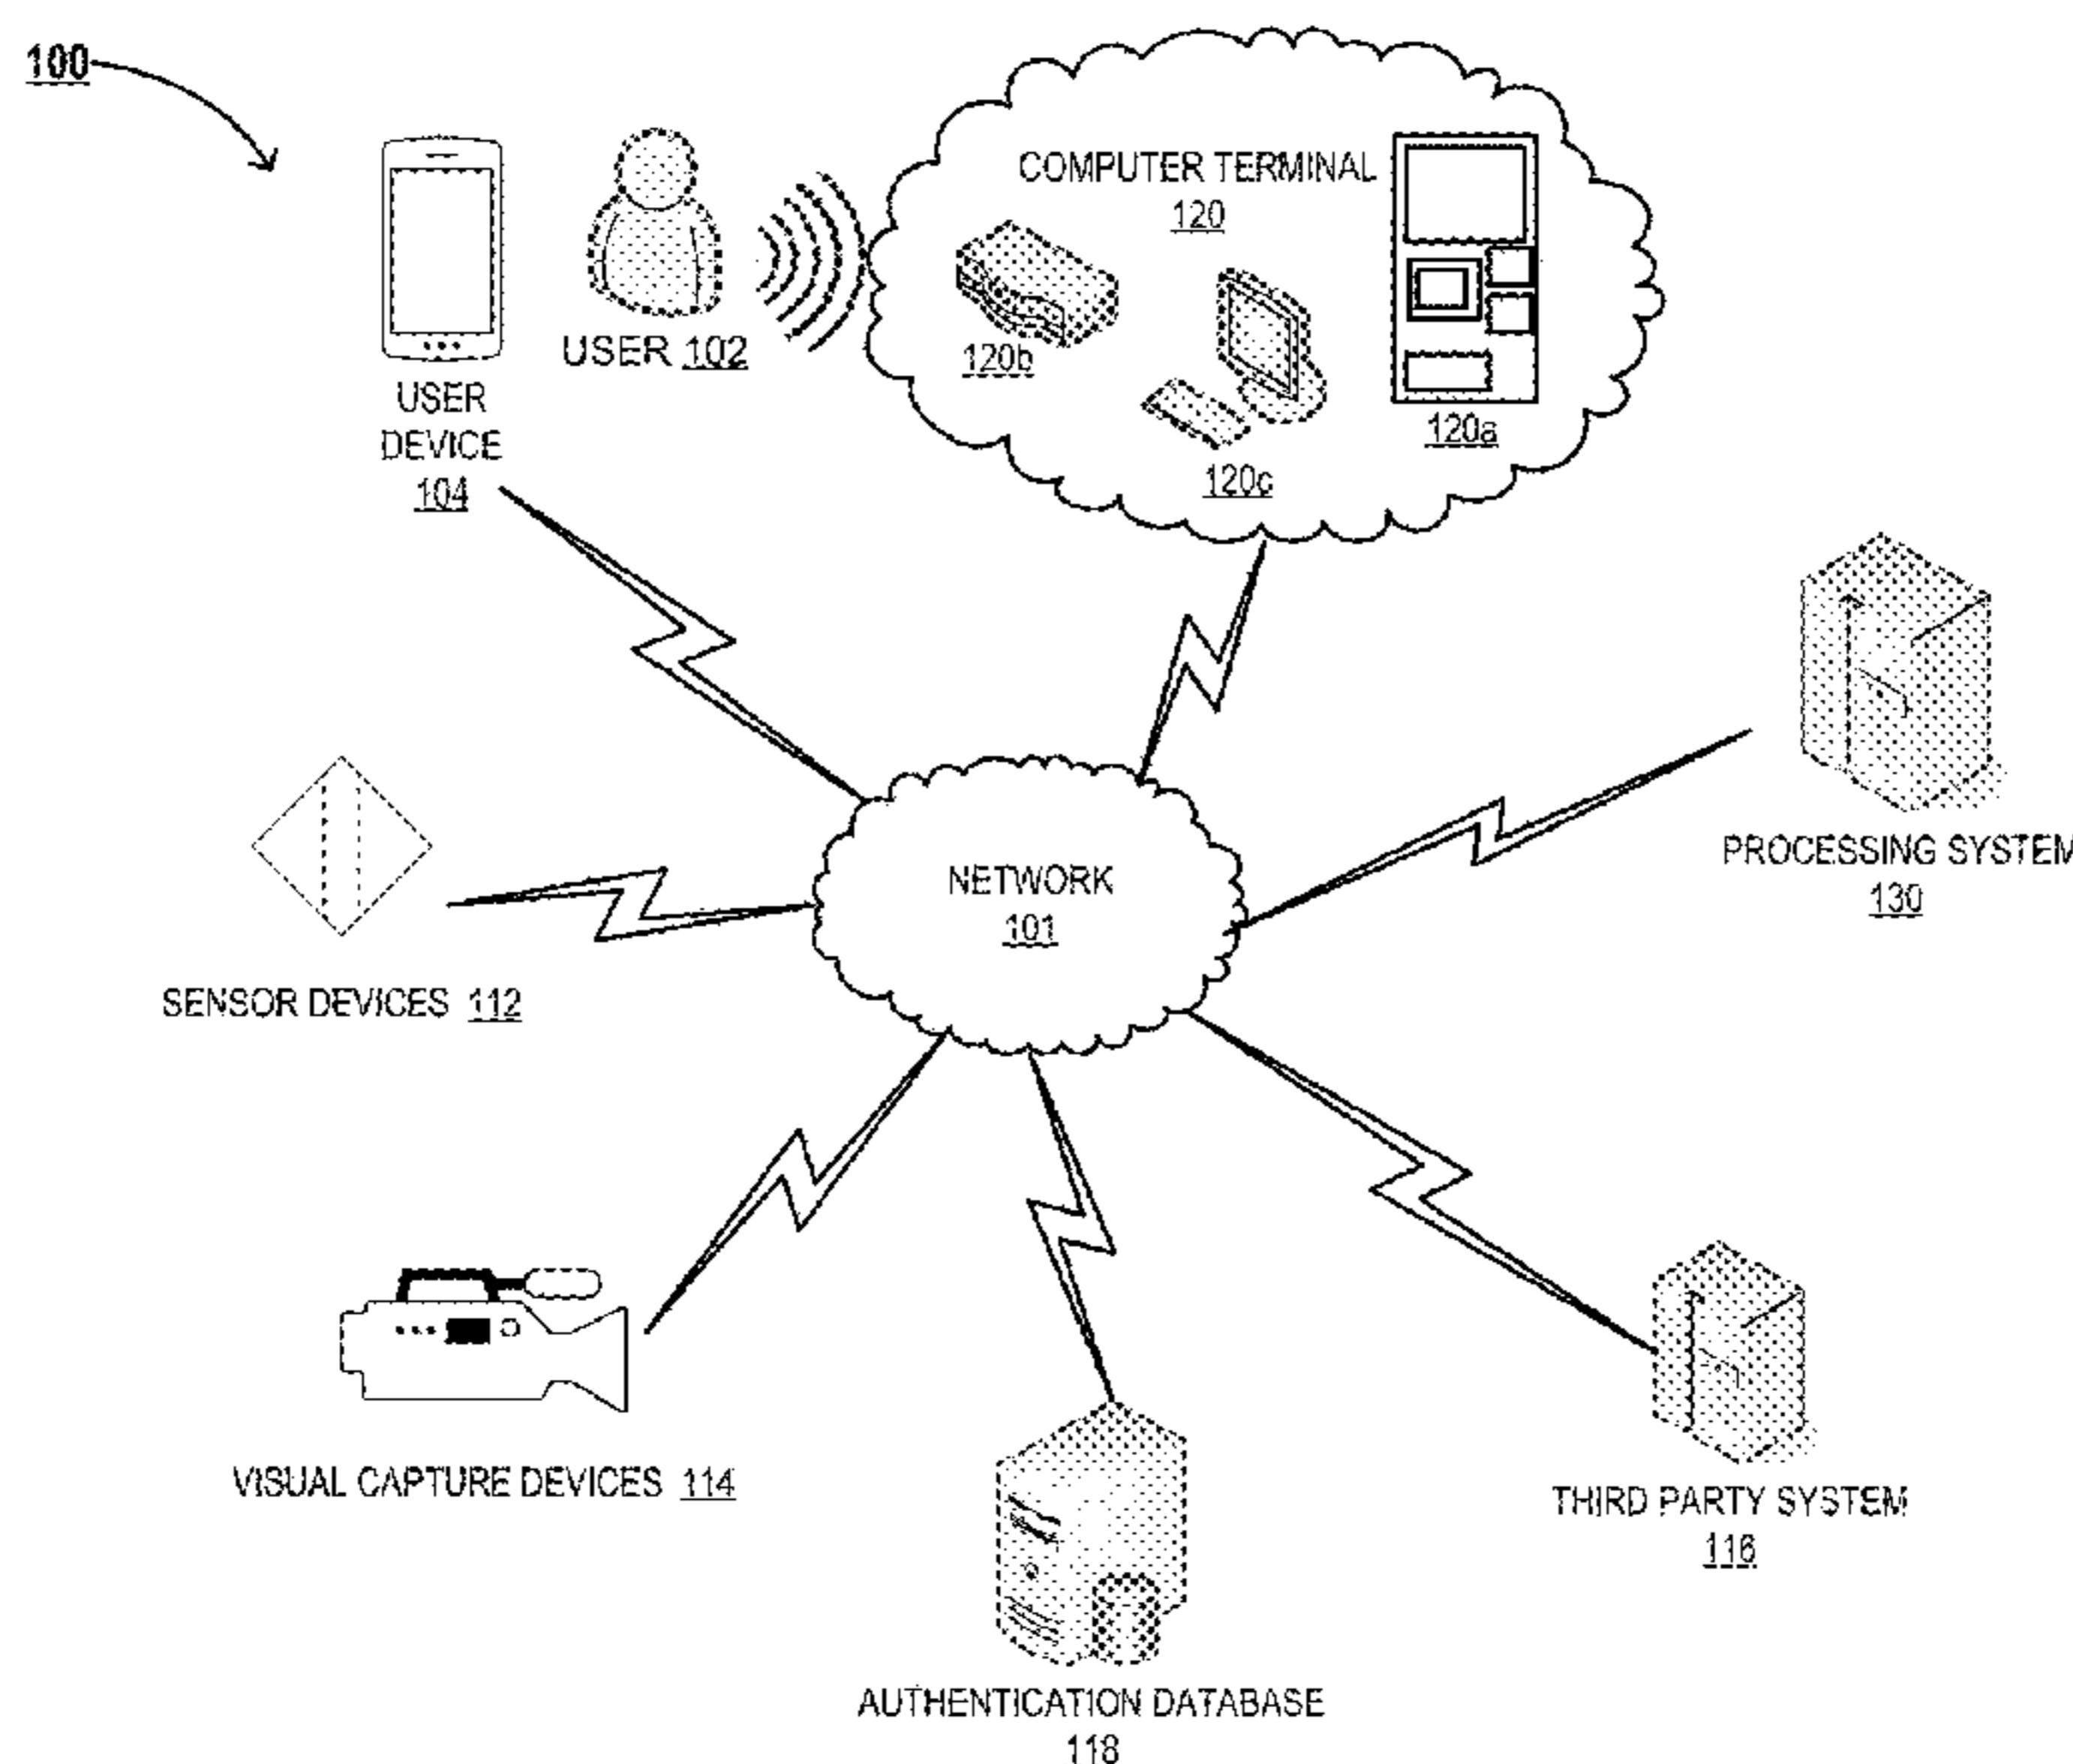 100
COMPUTER TERMINAL
120
USER 102
120b
120a
120c
USER
DEVICE
104
NETWORK
101
PROCESSING SYSTEM
130
SENSOR DEVICES 112
VISUAL CAPTURE DEVICES 114
THIRD PARTY SYSTEM
116
AUTHENTICATION DATABASE
118